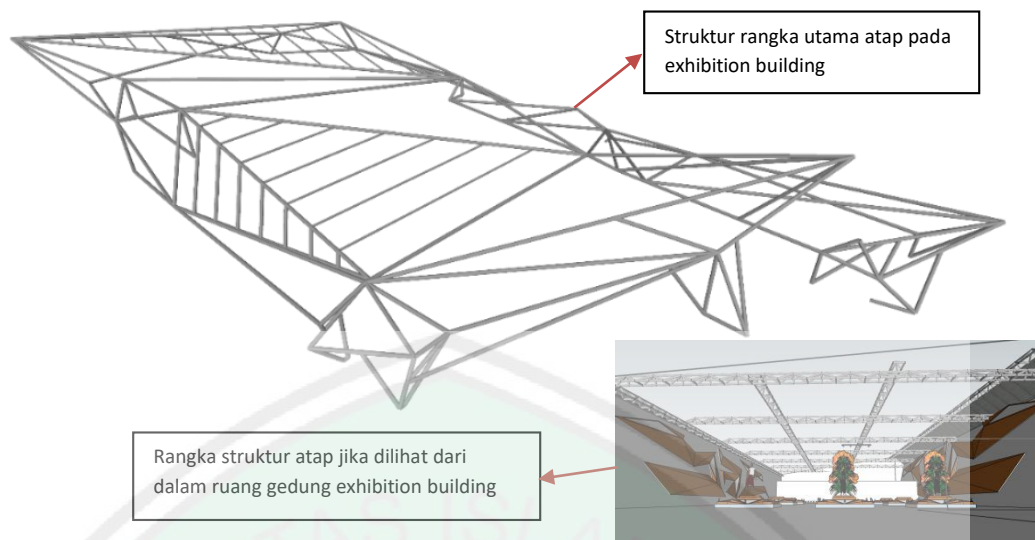 Struktur rangka utama atap pada
exhibition building
Rangka struktur atap jika dilihat dari
dalam ruang gedung exhibition building